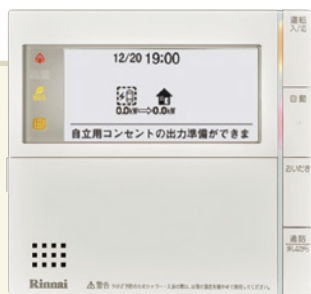 12/20 19:00
0.0kW 0.0kW
自立用コンセントの出力準備ができま
運転
入/切
自動
おいだき
通話
Rinnai
⚠警告